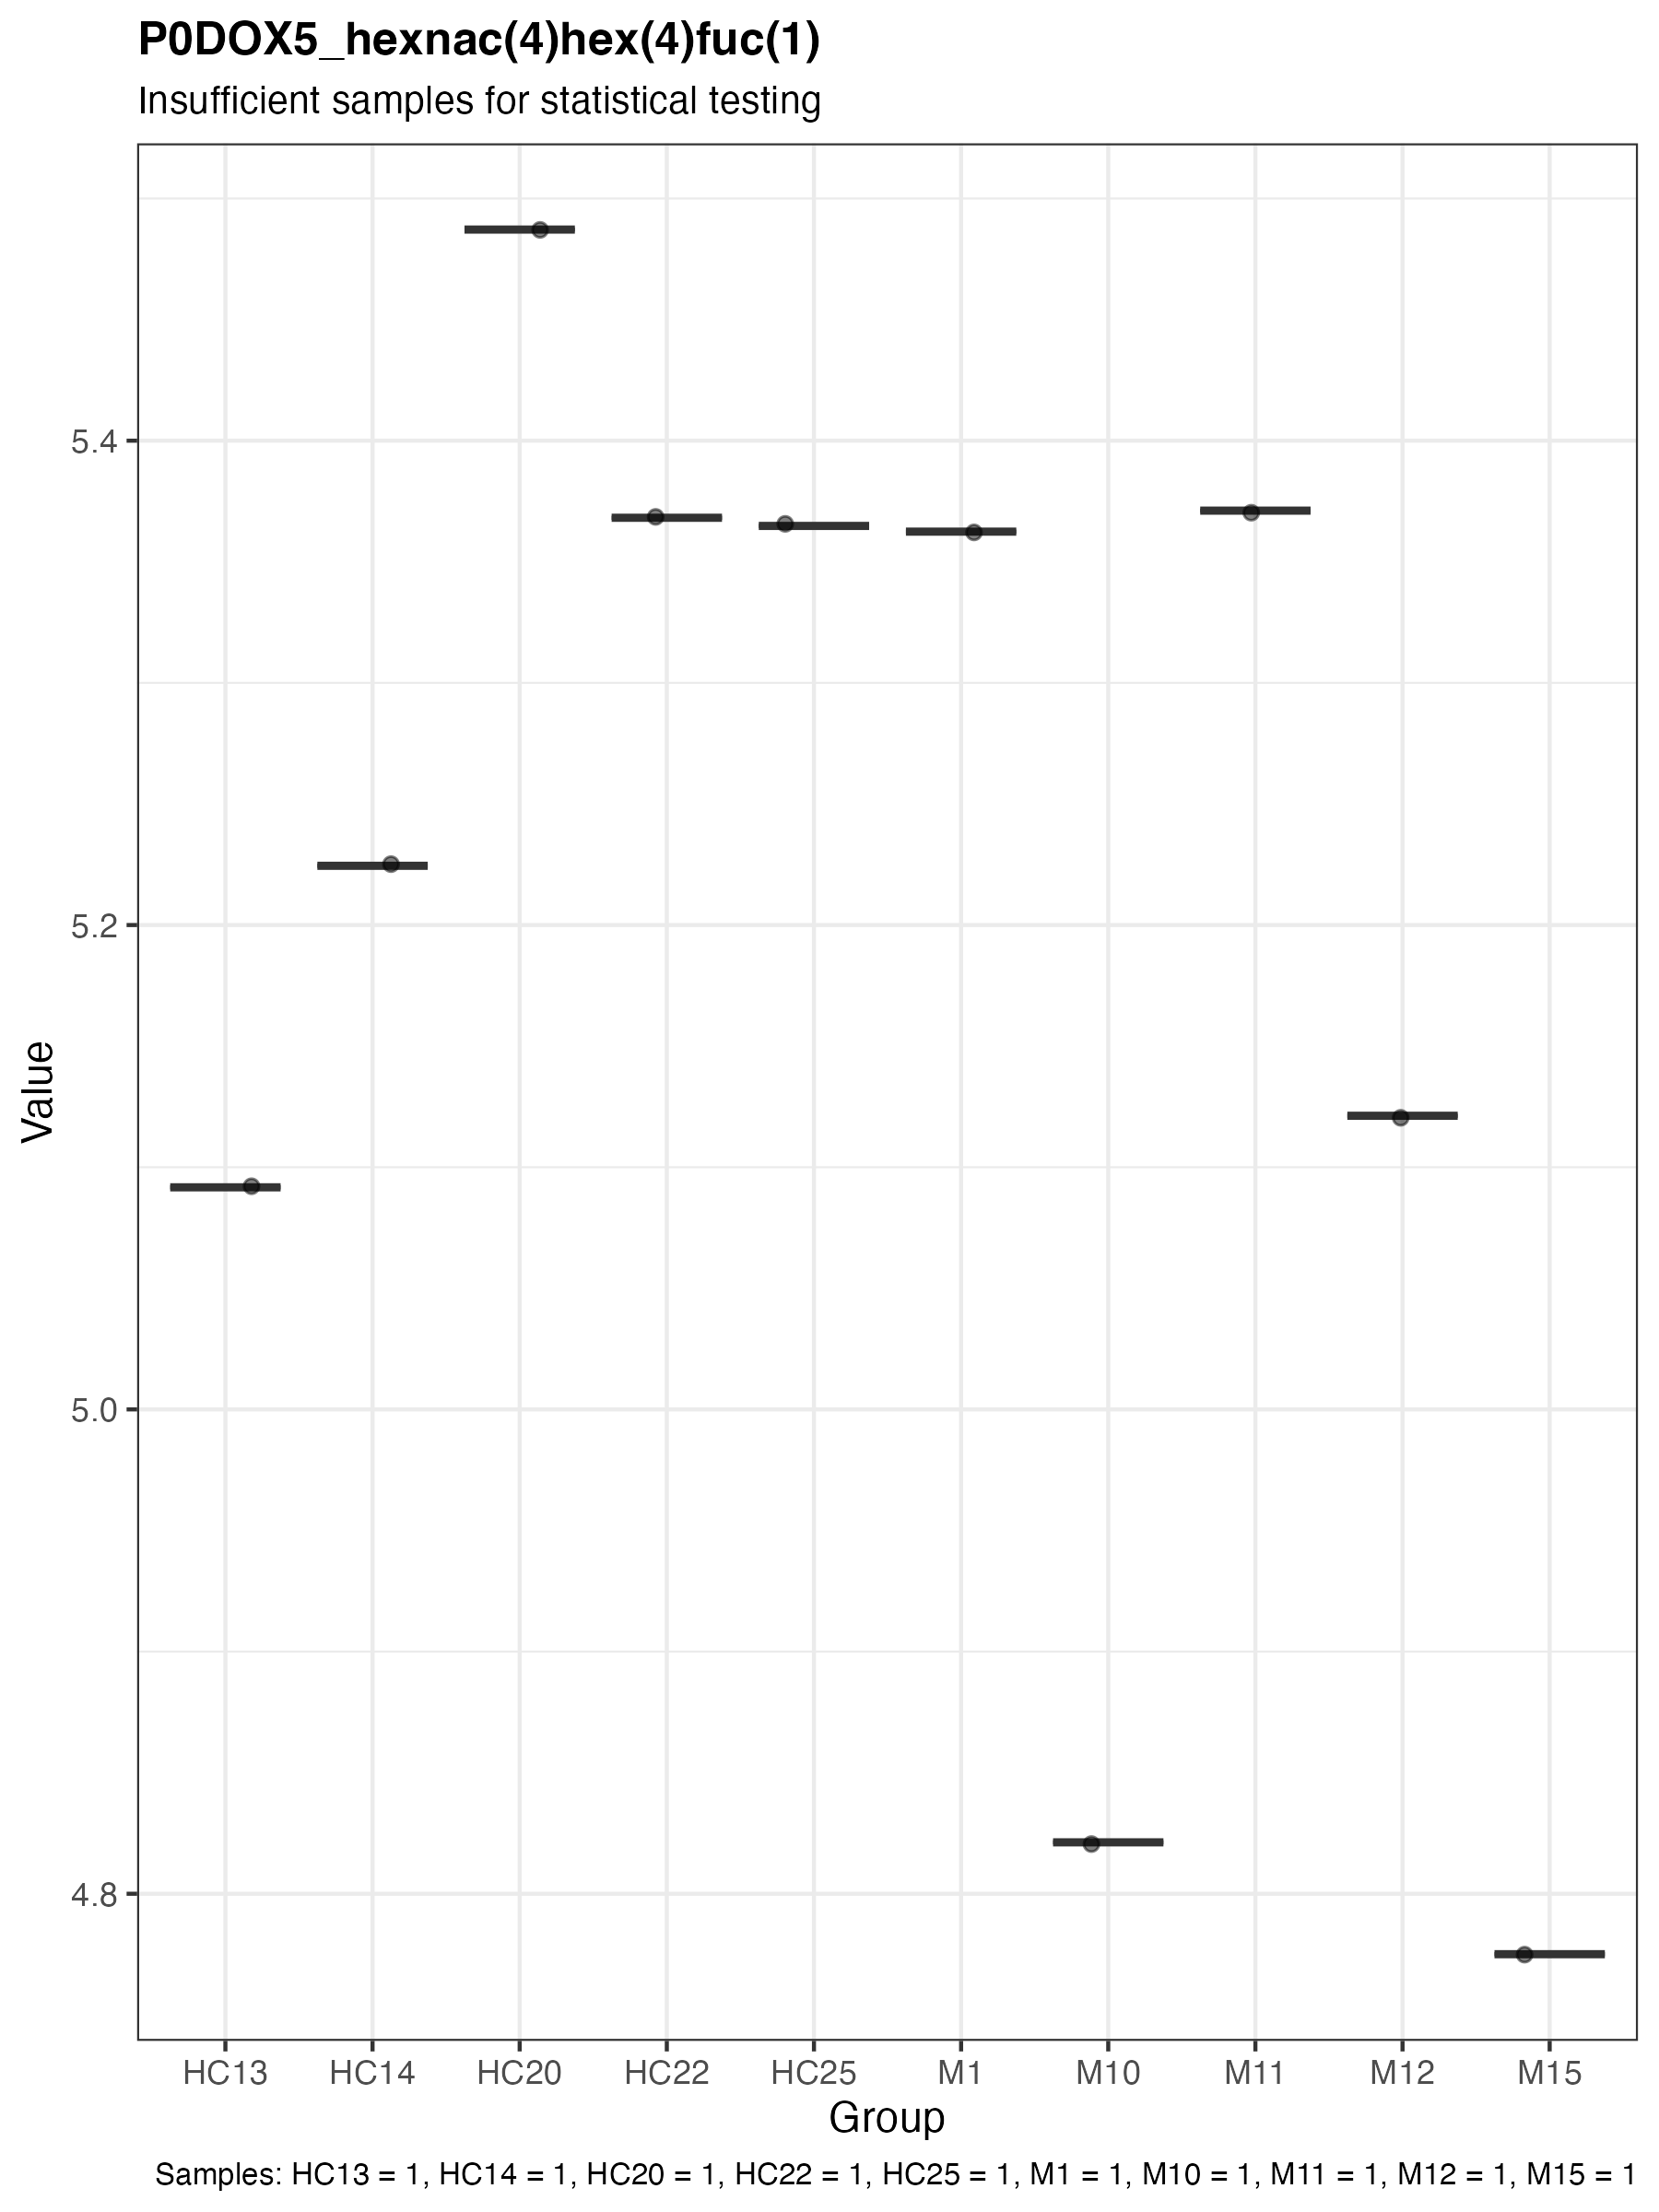 P0DOX5_hexnac(4)hex(4)fuc(1)
Insufficient samples for statistical testing
5.4
5.2
5.0
4.8
Value
HC13 HC14 HC20 HC22 HC25 M1 M10 M11 M12 M15
Group
Samples: HC13 = 1, HC14 = 1, HC20 = 1, HC22 = 1, HC25 = 1, M1 = 1, M10 = 1, M11 = 1, M12 = 1, M15 = 1